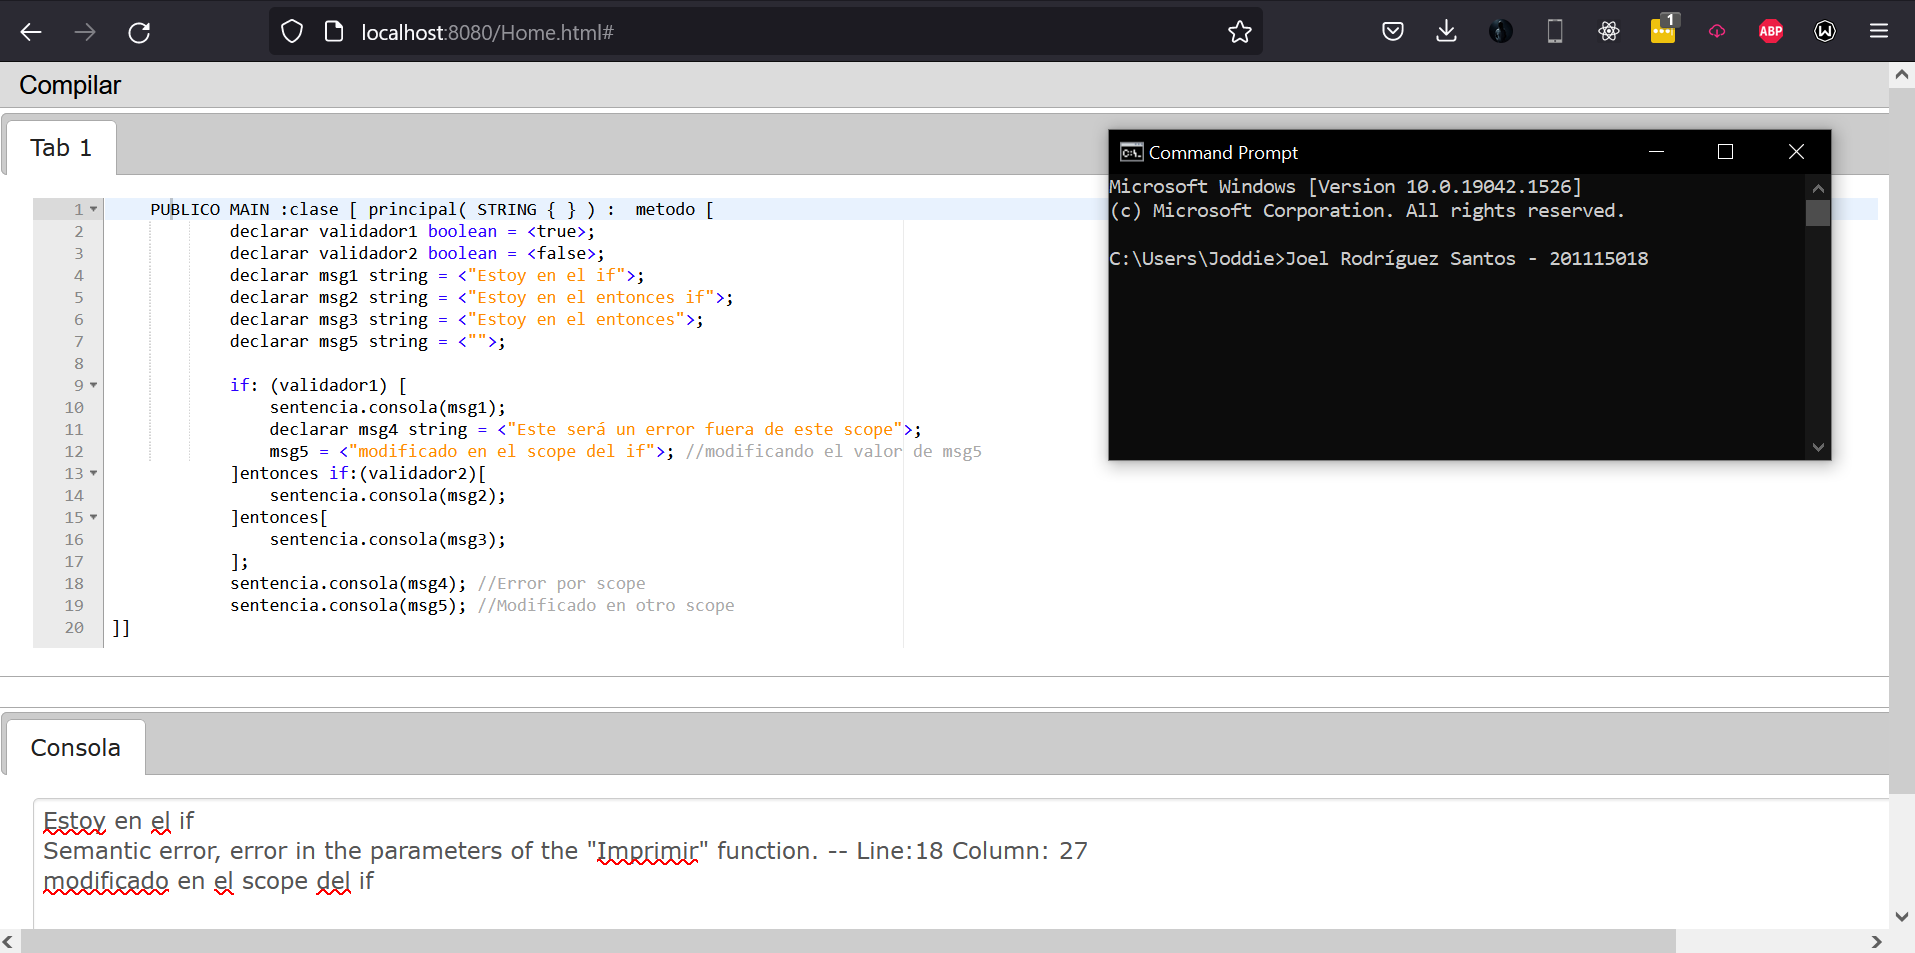 localhost:8080/Home.html#
1
ABP
Compilar
Tab 1
1 PUBLICO MAIN :clase [ principal( STRING { } ) :  metodo [
2 declarar validador1 boolean = <true>;
3 declarar validador2 boolean = <false>;
4 declarar msg1 string = <"Estoy en el if">;
5 declarar msg2 string = <"Estoy en el entonces if">;
6 declarar msg3 string = <"Estoy en el entonces">;
7 declarar msg5 string = <"">;
8
9 if: (validador1) [
10 sentencia.consola(msg1);
11 declarar msg4 string = <"Este será un error fuera de este scope">;
12 msg5 = <"modificado en el scope del if">; //modificando el valor de msg5
13 ]entonces if:(validador2)[
14 sentencia.consola(msg2);
15 ]entonces[
16 sentencia.consola(msg3);
17 ];
18 sentencia.consola(msg4); //Error por scope
19 sentencia.consola(msg5); //Modificado en otro scope
20 ]]
Command Prompt
Microsoft Windows [Version 10.0.19042.1526]
(c) Microsoft Corporation. All rights reserved.
C:\Users\Joddie>Joel Rodríguez Santos - 201115018
Consola
Estoy en el if
Semantic error, error in the parameters of the "Imprimir" function. -- Line:18 Column: 27
modificado en el scope del if